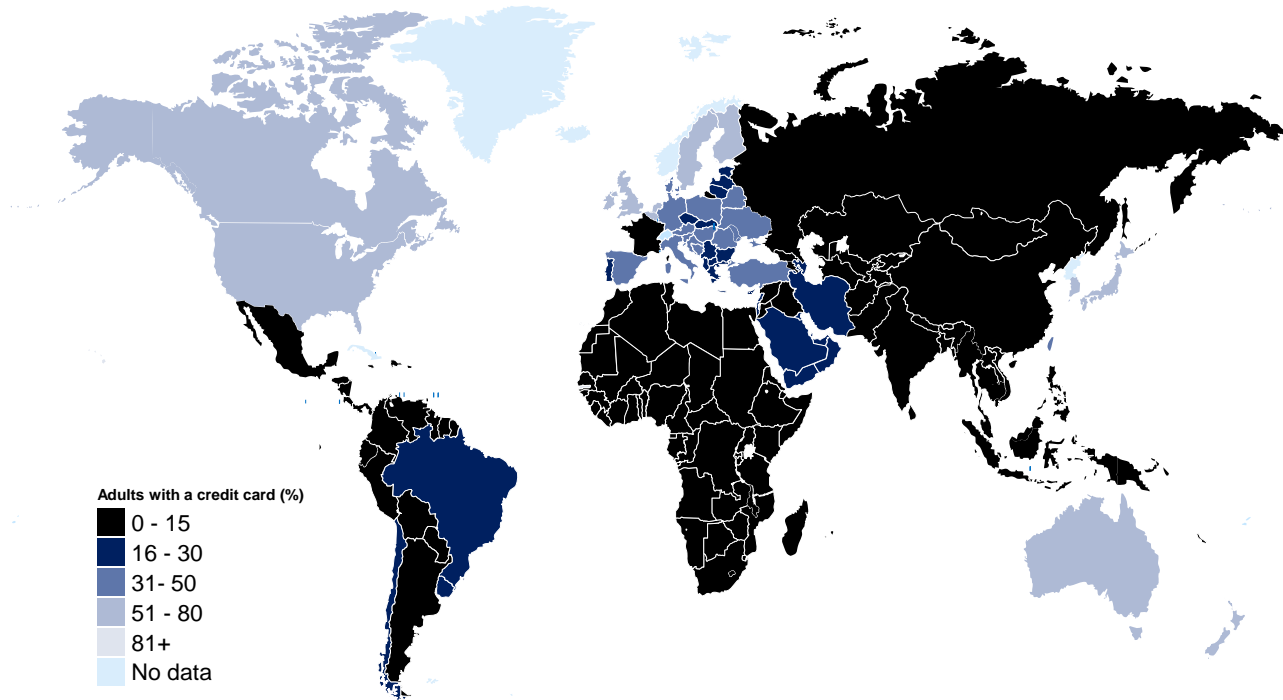 Adults with a credit card (%)
0 - 15
16 - 30
31- 50
51 - 80
81+
No data